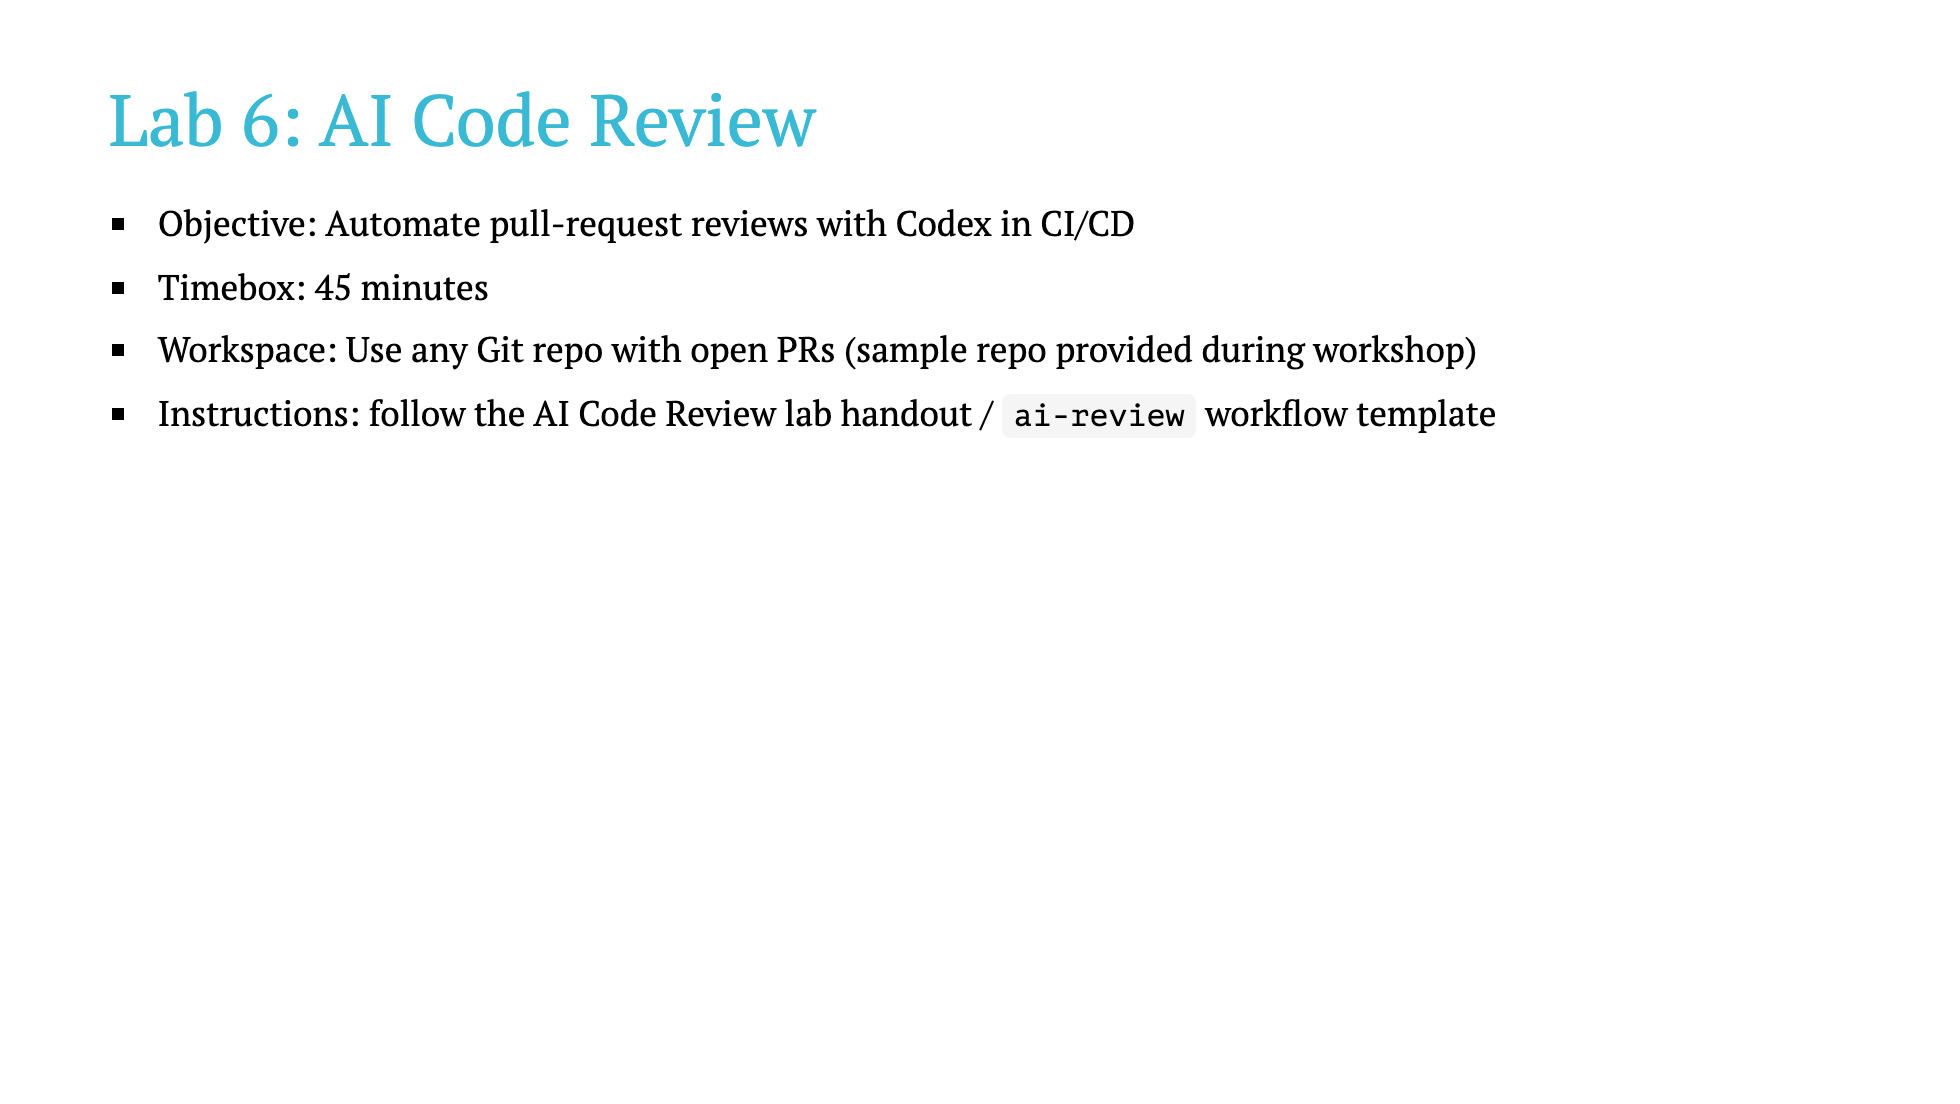 Lab 6: AI Code Review
▪ Objective: Automate pull-request reviews with Codex in CI/CD
▪ Timebox: 45 minutes
▪ Workspace: Use any Git repo with open PRs (sample repo provided during workshop)
▪ Instructions: follow the AI Code Review lab handout / ai-review workflow template